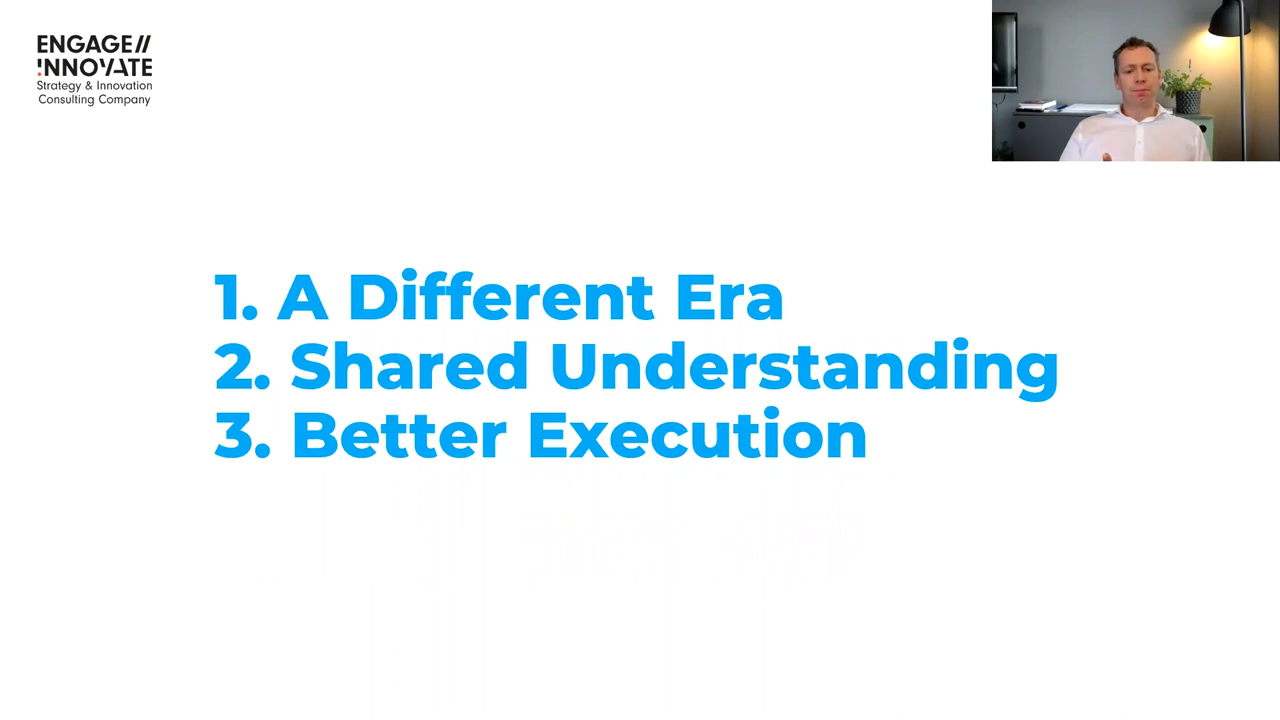 ENGAGE//
INNOVATE
Strategy & Innovation
Consulting Company
1. A Different Era
2. Shared Understanding
3. Better Execution